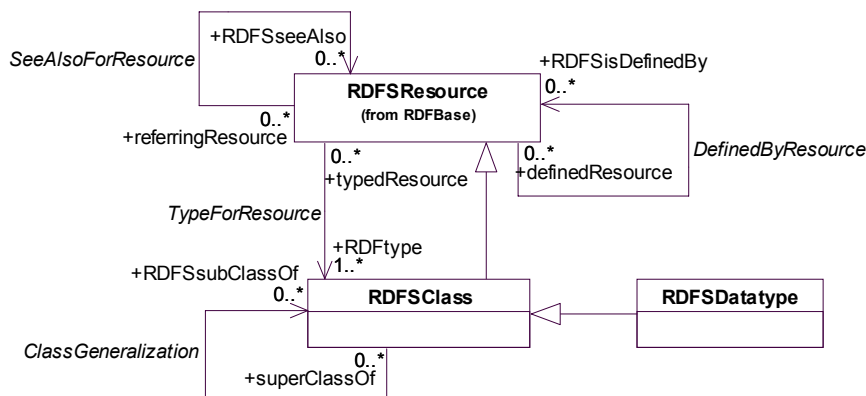 +RDFSseeAlso
SeeAlsoForResource
0..*
+RDFSisDefinedBy
0..*
RDFSResource
(from RDFBase)
0..*
+referringResource
0..*
+typedResource
0..*
+definedResource
DefinedByResource
TypeForResource
+RDFtype
1..*
+RDFSsubClassOf
0..*
RDFSClass
RDFSDatatype
ClassGeneralization
0..*
+superClassOf